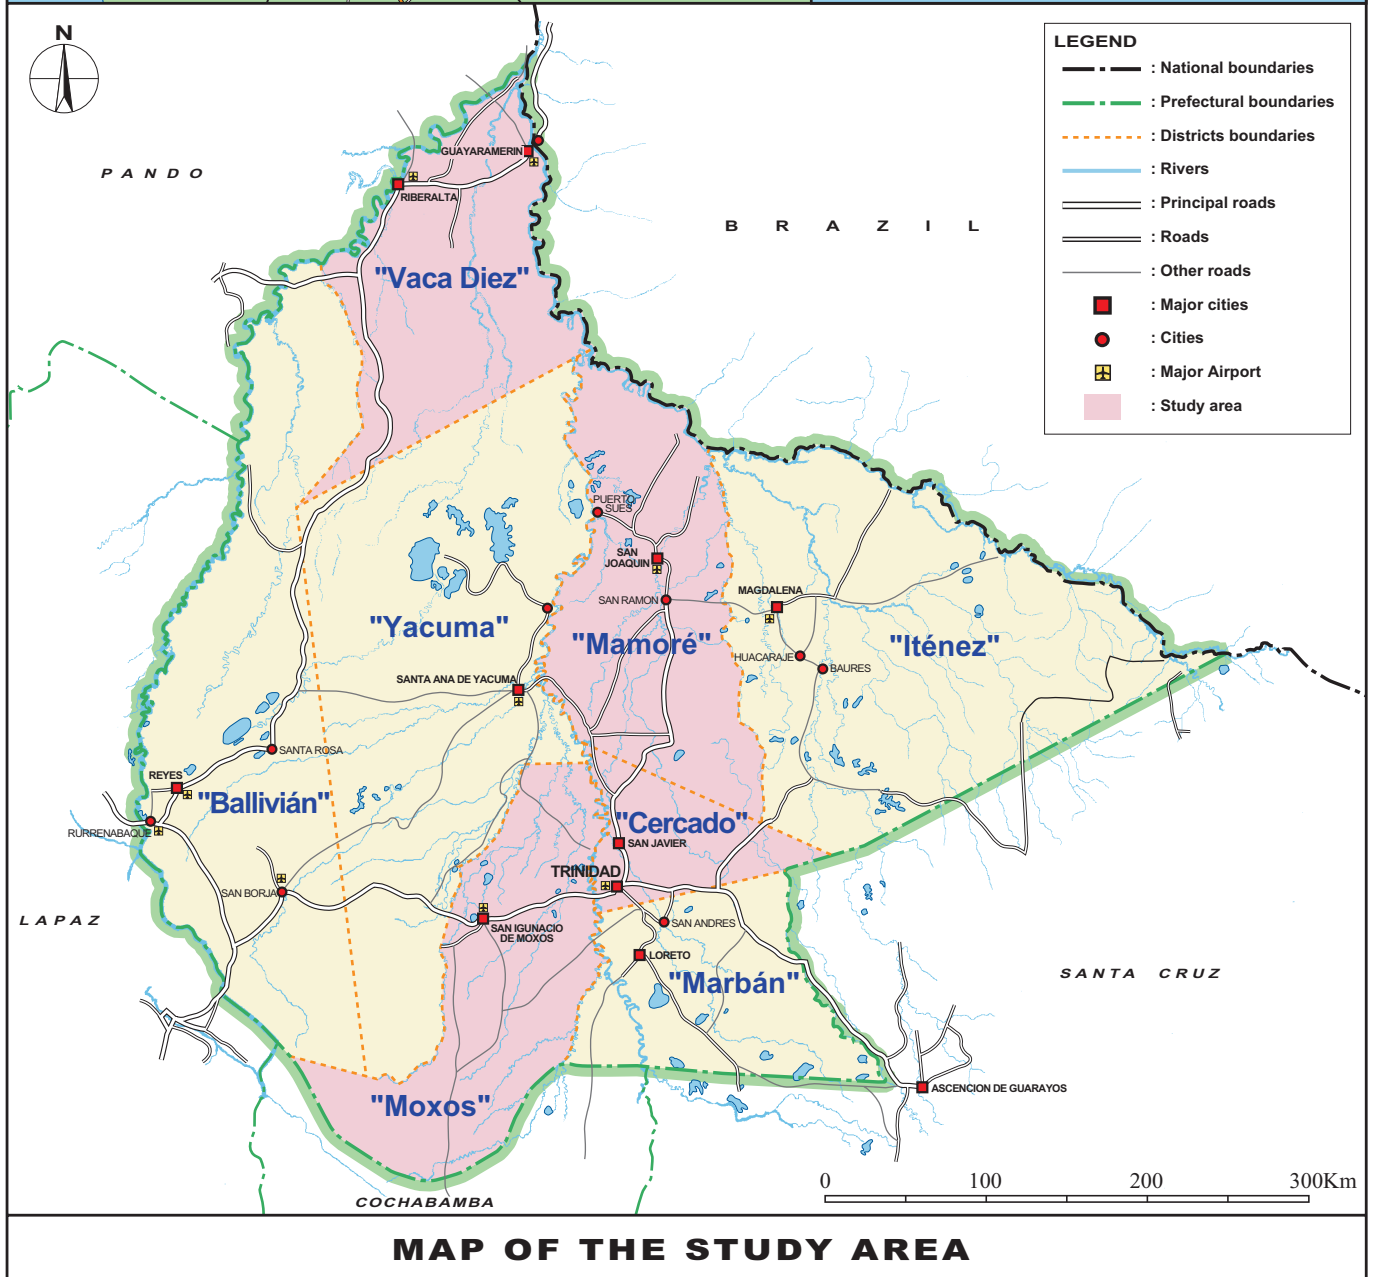 N
LEGEND
: National boundaries
: Prefectural boundaries
: Districts boundaries
: Rivers
: Principal roads
: Roads
: Other roads
: Major cities
: Cities
: Major Airport
: Study area
PANDO
BRAZIL
GUAYARAMERIN
RIBERALTA
"Vaca Diez"
PUERTO
SUES
SAN
JOAQUIN
SAN RAMON
MAGDALENA
"Yacuma"
"Mamoré"
"Iténez"
HUACARAJE
BAURES
SANTA ANA DE YACUMA
SANTA ROSA
REYES
"Ballivián"
RURRENABAQUE
"Cercado"
SAN JAVIER
TRINIDAD
SAN BORJA
LAPAZ
SAN IGUNACIO
DE MOXOS
SAN ANDRES
LORETO
"Marbán"
SANTA CRUZ
ASCENCION DE GUARAYOS
"Moxos"
COCHABAMBA
0 100 200 300Km
MAP OF THE STUDY AREA